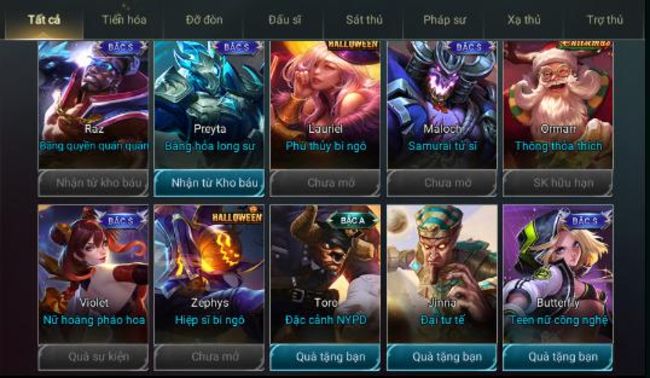 Tất cả Tiến hóa Đỡ đòn Đấu sĩ Sát thủ Pháp sư Xạ thủ Trợ thủ
BẬC S BẬC S HALLOWEEN BẬC S
Raz Preyta Lauriel Maloch Ormarr
Băng quyền quán quân Băng hỏa long sư Phù thủy bí ngô Samurai tử sĩ Thông thỏa thích
Nhận từ kho báu Nhận từ Kho báu Chưa mở Chưa mở SK hữu hạn
BẬC S HALLOWEEN BẬC A BẬC S
Violet Zephys Toro Jinna Butterfly
Nữ hoàng pháo hoa Hiệp sĩ bí ngô Đặc cảnh NYPD Đại tư tế Teen nữ công nghệ
Quà sự kiện Chưa mở Quà tặng bạn Quà tặng bạn Quà tặng bạn